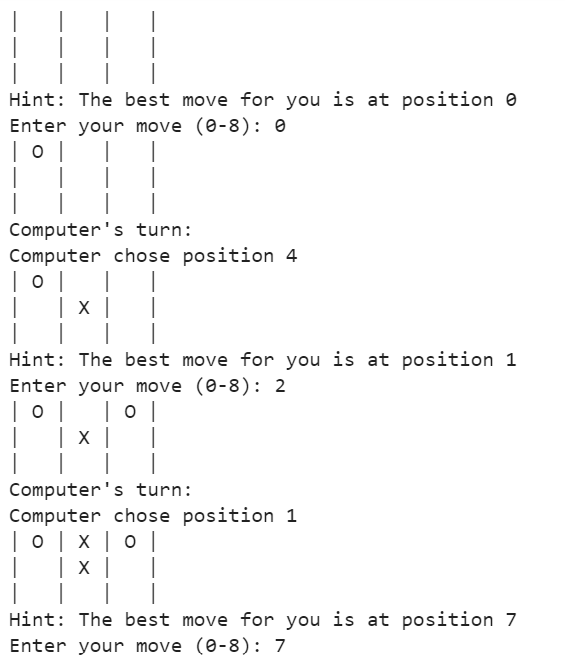 |   |   |   |
|   |   |   |
|   |   |   |
Hint: The best move for you is at position 0
Enter your move (0-8): 0
| O |   |   |
|   |   |   |
|   |   |   |
Computer's turn:
Computer chose position 4
| O |   |   |
|   | X |   |
|   |   |   |
Hint: The best move for you is at position 1
Enter your move (0-8): 2
| O |   | O |
|   | X |   |
|   |   |   |
Computer's turn:
Computer chose position 1
| O | X | O |
|   | X |   |
|   |   |   |
Hint: The best move for you is at position 7
Enter your move (0-8): 7